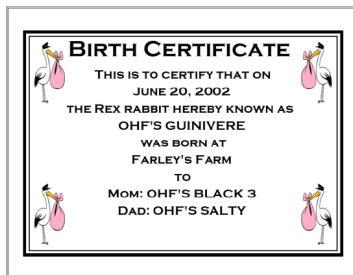 BIRTH CERTIFICATE
THIS IS TO CERTIFY THAT ON
JUNE 20, 2002
THE REX RABBIT HEREBY KNOWN AS
OHF'S GUINIVERE
WAS BORN AT
FARLEY'S FARM
TO
MOM: OHF'S BLACK 3
DAD: OHF'S SALTY